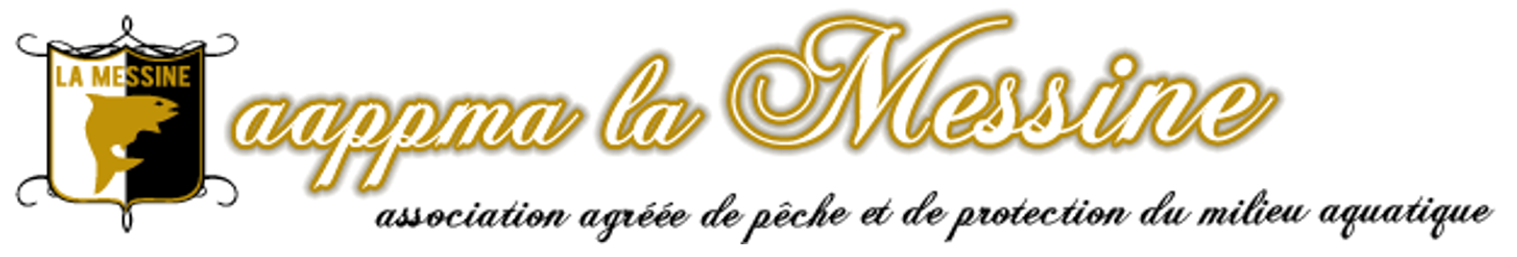 LA MESSINE
aappma la Messine
association agréée de pêche et de protection du milieu aquatique